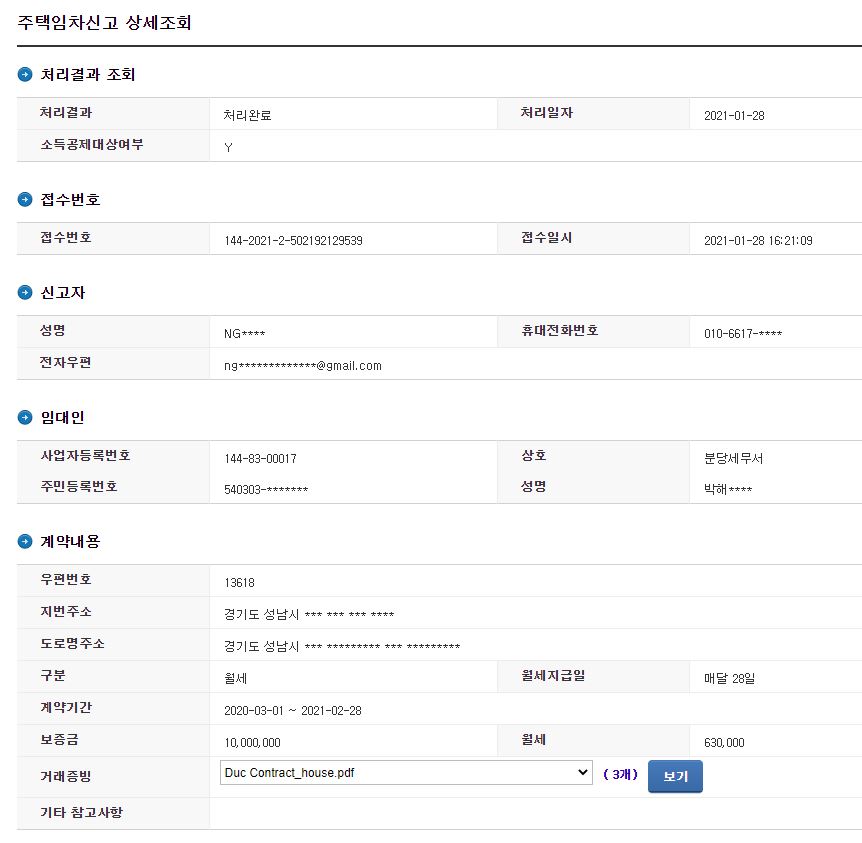 주택임차신고 상세조회
처리결과 조회
처리결과 처리완료 처리일자 2021-01-28
소득공제대상여부 Y
접수번호
접수번호 144-2021-2-502192129539 접수일시 2021-01-28 16:21:09
신고자
성명 NG**** 휴대전화번호 010-6617-****
전자우편 ng*************@gmail.com
임대인
사업자등록번호 144-83-00017 상호 분당세무서
주민등록번호 540303-******* 성명 박해****
계약내용
우편번호 13618
지번주소 경기도 성남시 *** *** *** ****
도로명주소 경기도 성남시 *** ********* *** *********
구분 월세 월세지급일 매달 28일
계약기간 2020-03-01 ~ 2021-02-28
보증금 10,000,000 월세 630,000
거래증빙 Duc Contract_house.pdf ( 3개) 보기
기타 참고사항